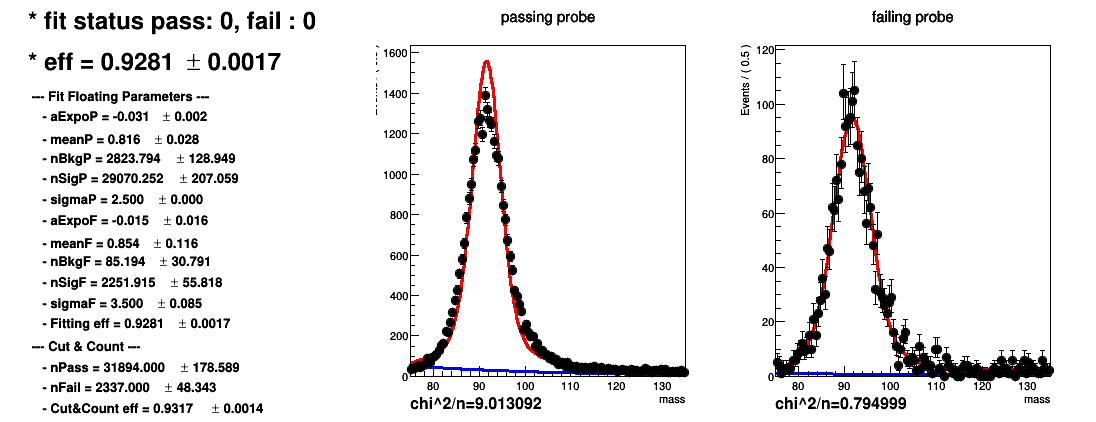 * fit status pass: 0, fail : 0
* eff = 0.9281 ± 0.0017
--- Fit Floating Parameters ---
- aExpoP = -0.031 ± 0.002
- meanP = 0.816 ± 0.028
- nBkgP = 2823.794 ± 128.949
- nSigP = 29070.252 ± 207.059
- sigmaP = 2.500 ± 0.000
- aExpoF = -0.015 ± 0.016
- meanF = 0.854 ± 0.116
- nBkgF = 85.194 ± 30.791
- nSigF = 2251.915 ± 55.818
- sigmaF = 3.500 ± 0.085
- Fitting eff = 0.9281 ± 0.0017
--- Cut & Count ---
- nPass = 31894.000 ± 178.589
- nFail = 2337.000 ± 48.343
- Cut&Count eff = 0.9317 ± 0.0014
passing probe
1600
1400
1200
1000
800
600
400
200
0
80 90 100 110 120 130
mass
chi^2/n=9.013092
failing probe
Events / ( 0.5 )
120
100
80
60
40
20
0
80 90 100 110 120 130
mass
chi^2/n=0.794999